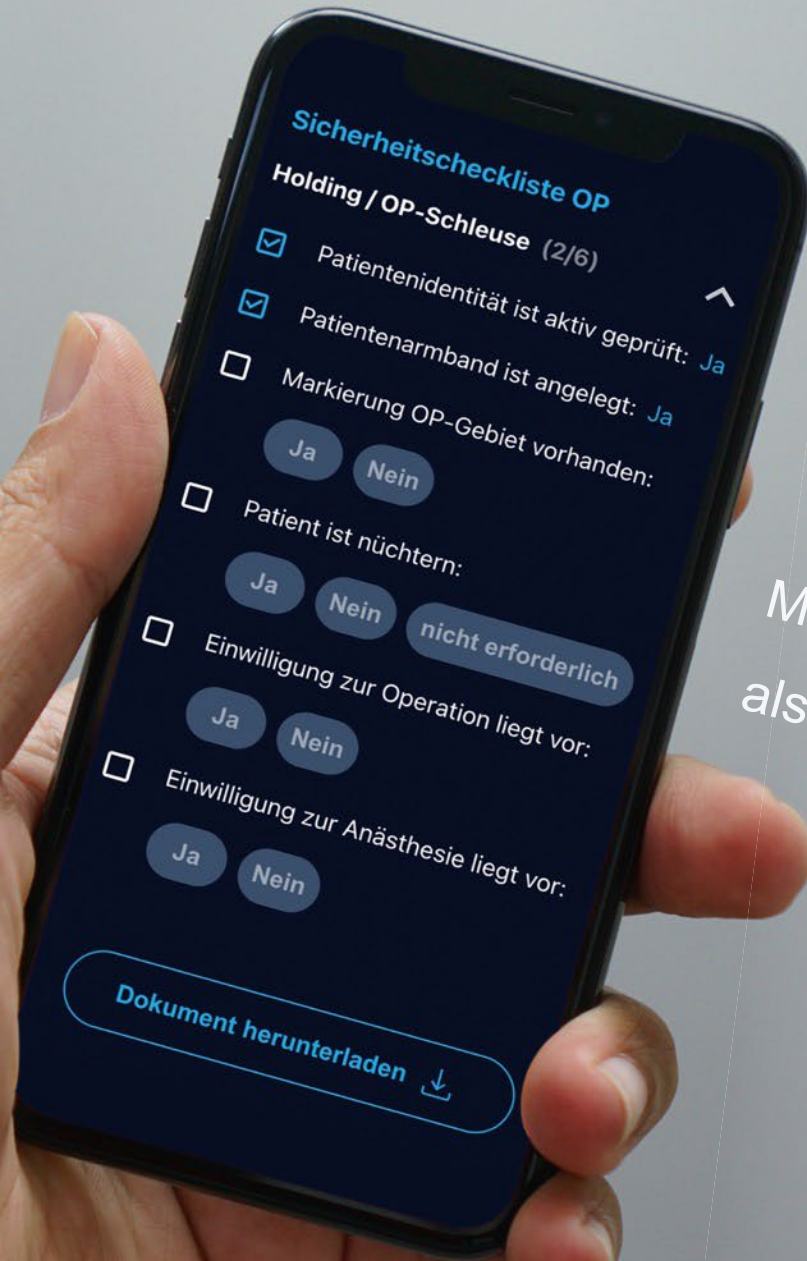 Sicherheitscheckliste OP
Holding / OP-Schleuse (2/6)
Patientenidentität ist aktiv geprüft: Ja
Patientenarmband ist angelegt: Ja
Markierung OP-Gebiet vorhanden:
Ja Nein
Patient ist nüchtern:
Ja Nein nicht erforderlich
Einwilligung zur Operation liegt vor:
Ja Nein
Einwilligung zur Anästhesie liegt vor:
Ja Nein
Dokument herunterladen
als